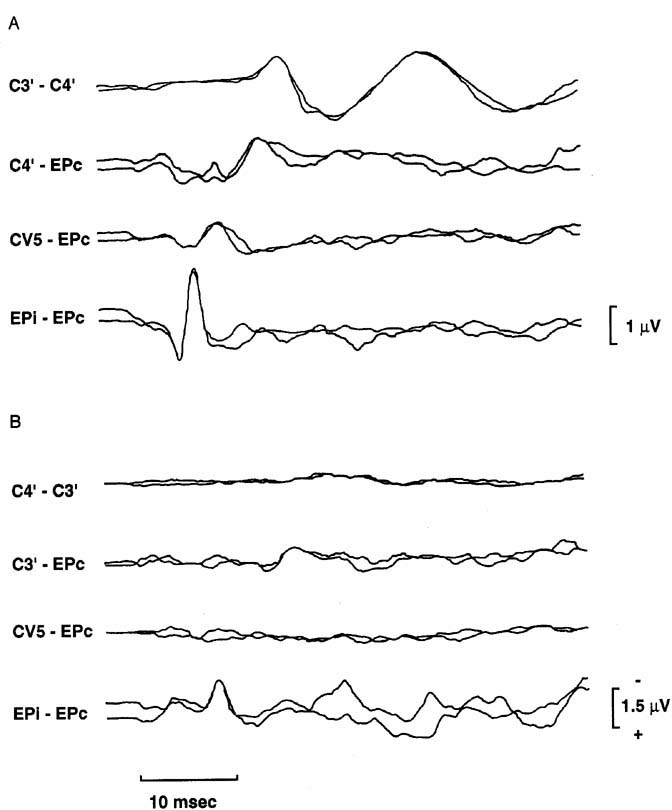 A
C3' - C4'
C4' - EPc
CV5 - EPc
EPi - EPc
1 µV
B
C4' - C3'
C3' - EPc
CV5 - EPc
EPi - EPc
-
1.5 µV
+
10 msec